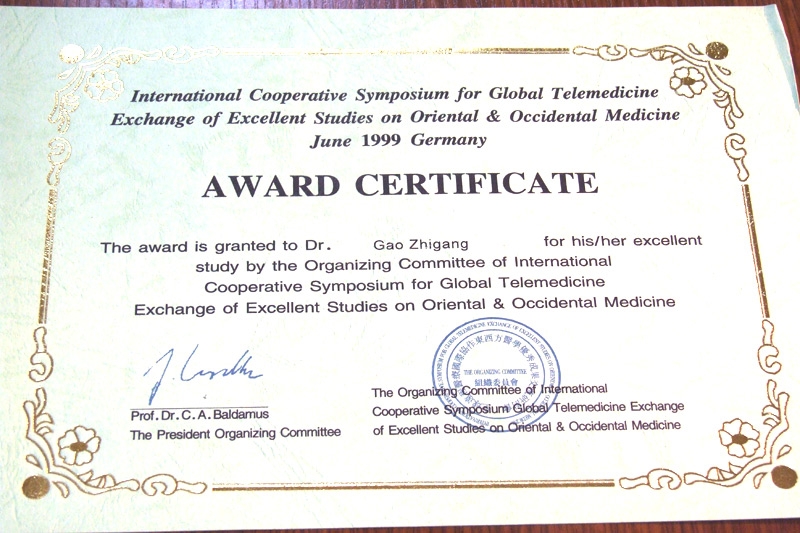 International Cooperative Symposium for Global Telemedicine
Exchange of Excellent Studies on Oriental & Occidental Medicine
June 1999 Germany
AWARD CERTIFICATE
The award is granted to Dr. Gao Zhigang for his/her excellent
study by the Organizing Committee of International
Cooperative Symposium for Global Telemedicine
Exchange of Excellent Studies on Oriental & Occidental Medicine
THE ORGANIZING COMMITTEE
組織委員會
Prof. Dr. C. A. Baldamus
The President Organizing Committee
The Organizing Committee of International
Cooperative Symposium Global Telemedicine Exchange
of Excellent Studies on Oriental & Occidental Medicine